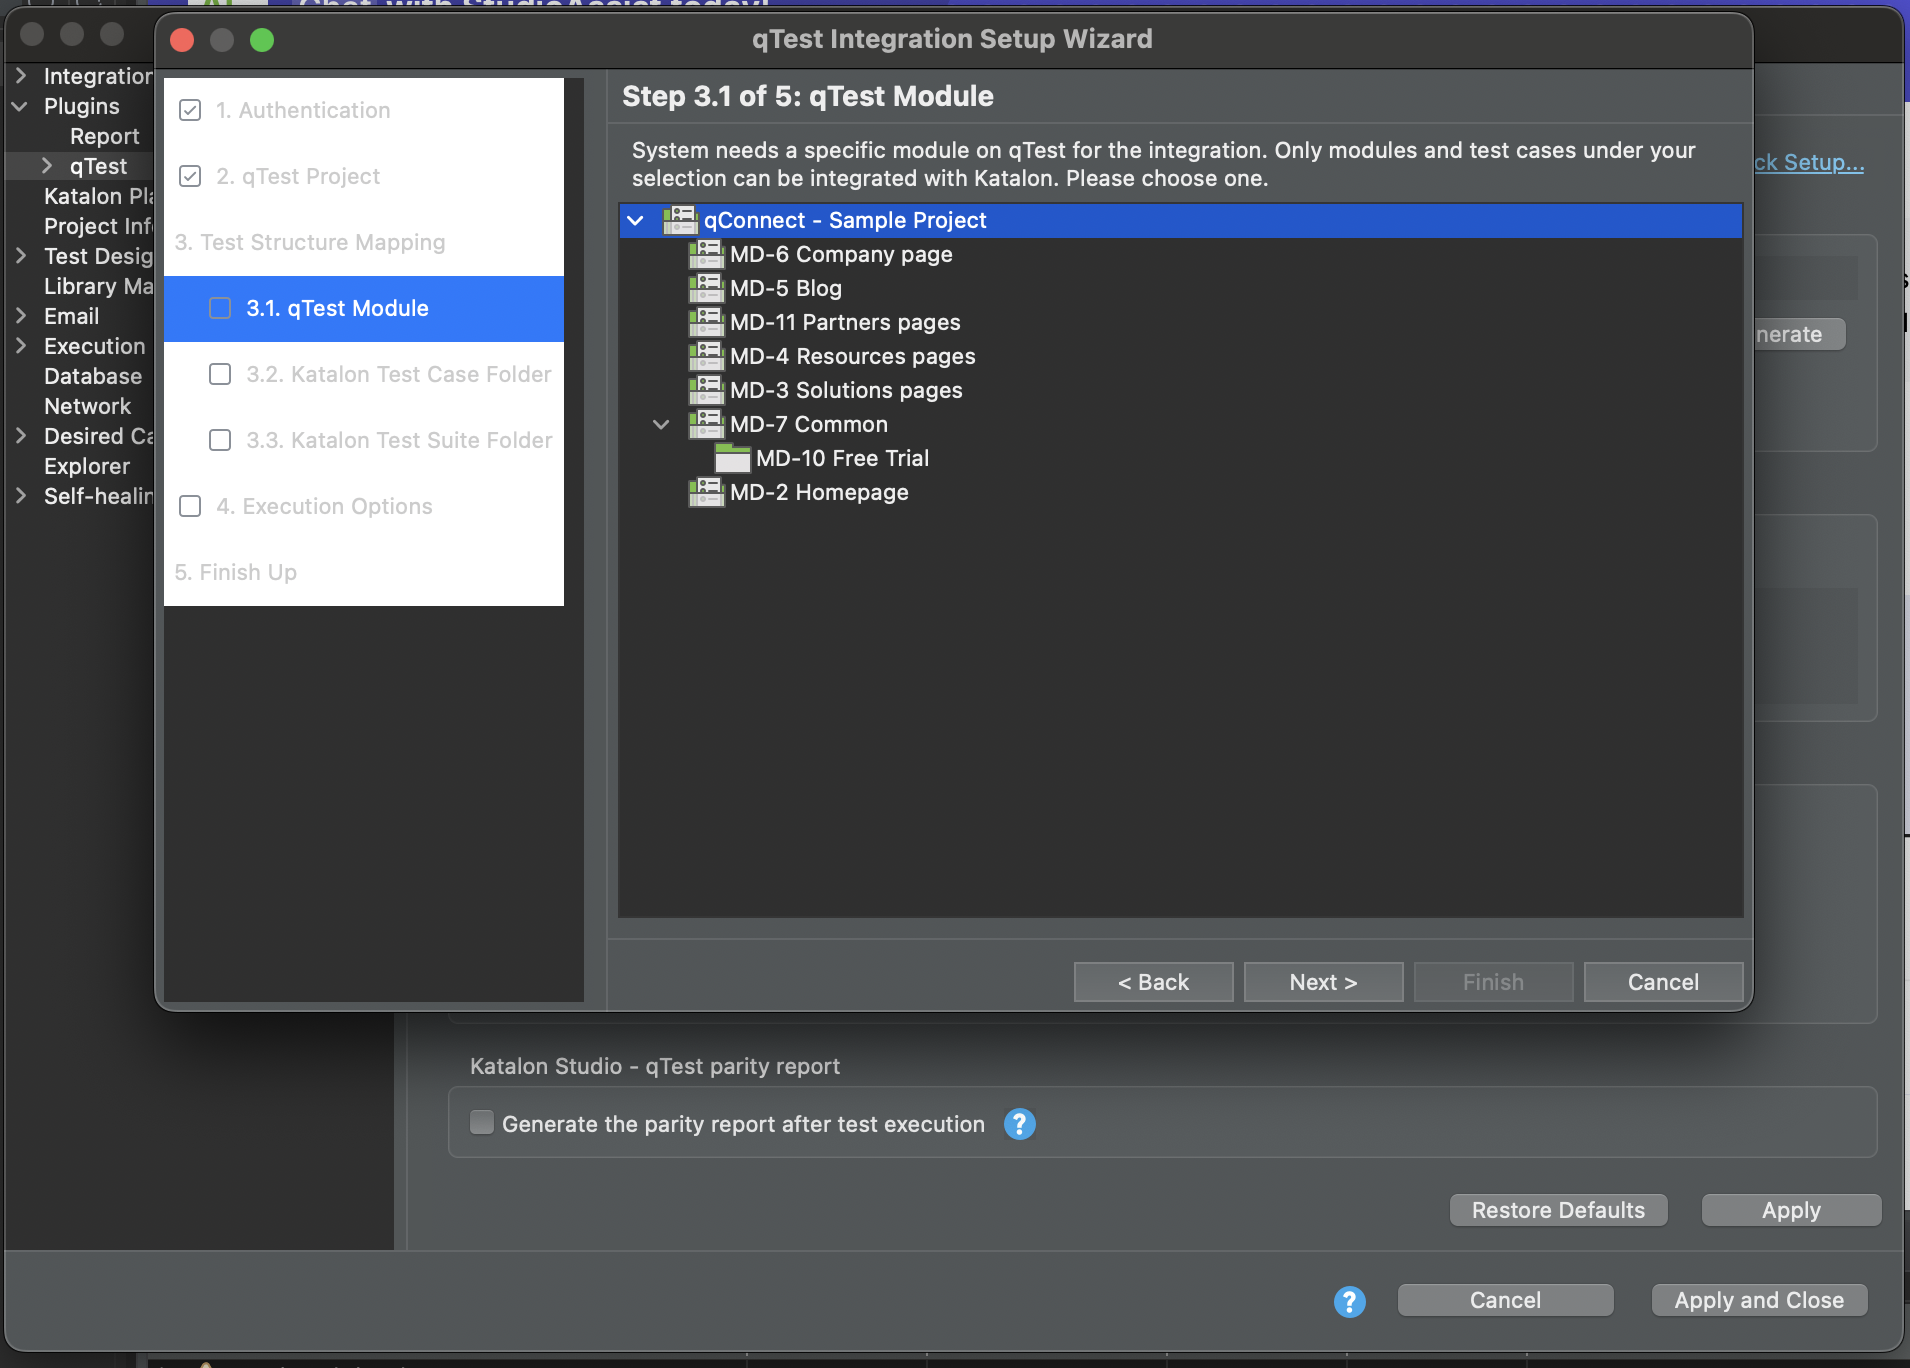 qTest Integration Setup Wizard
Integration
Plugins
Report
qTest
Katalon Pla
Project Inf
Test Desig
Library Ma
Email
Execution
Database
Network
Desired Ca
Explorer
Self-healin
1. Authentication
2. qTest Project
3. Test Structure Mapping
3.1. qTest Module
3.2. Katalon Test Case Folder
3.3. Katalon Test Suite Folder
4. Execution Options
5. Finish Up
Step 3.1 of 5: qTest Module
System needs a specific module on qTest for the integration. Only modules and test cases under your
selection can be integrated with Katalon. Please choose one.
qConnect - Sample Project
MD-6 Company page
MD-5 Blog
MD-11 Partners pages
MD-4 Resources pages
MD-3 Solutions pages
MD-7 Common
MD-10 Free Trial
MD-2 Homepage
< Back
Next >
Finish
Cancel
ck Setup...
nerate
Katalon Studio - qTest parity report
Generate the parity report after test execution
?
Restore Defaults
Apply
?
Cancel
Apply and Close